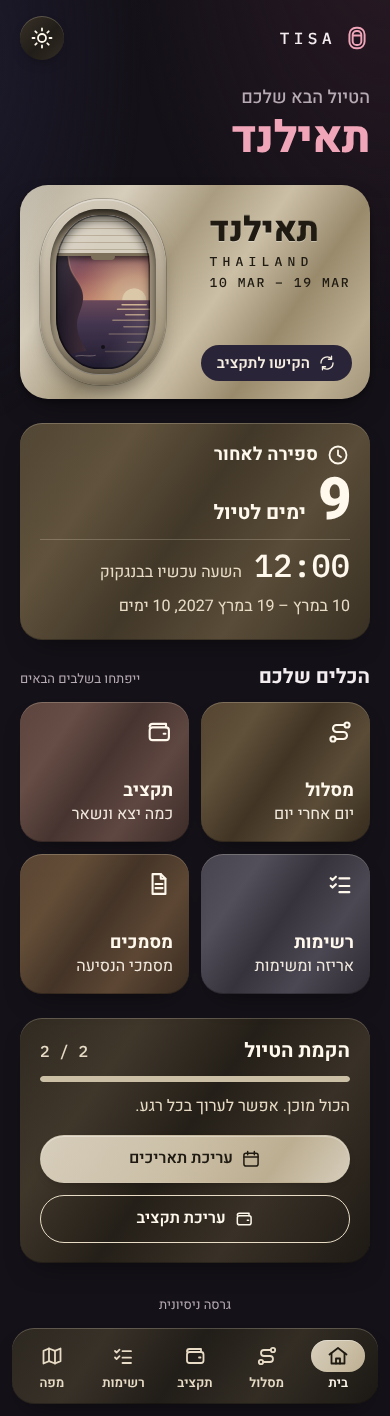 TISA
הטיול הבא שלכם
תאילנד
תאילנד
THAILAND
10 MAR – 19 MAR
הקישו לתקציב
ספירה לאחור
9 ימים לטיול
12:00 השעה עכשיו בבנגקוק
10 במרץ – 19 במרץ 2027, 10 ימים
הכלים שלכם
ייפתחו בשלבים הבאים
מסלול
יום אחרי יום
תקציב
כמה יצא ונשאר
רשימות
אריזה ומשימות
מסמכים
מסמכי הנסיעה
הקמת הטיול
2 / 2
הכול מוכן. אפשר לערוך בכל רגע.
עריכת תאריכים
עריכת תקציב
גרסה ניסיונית
בית
מסלול
תקציב
רשימות
מפה